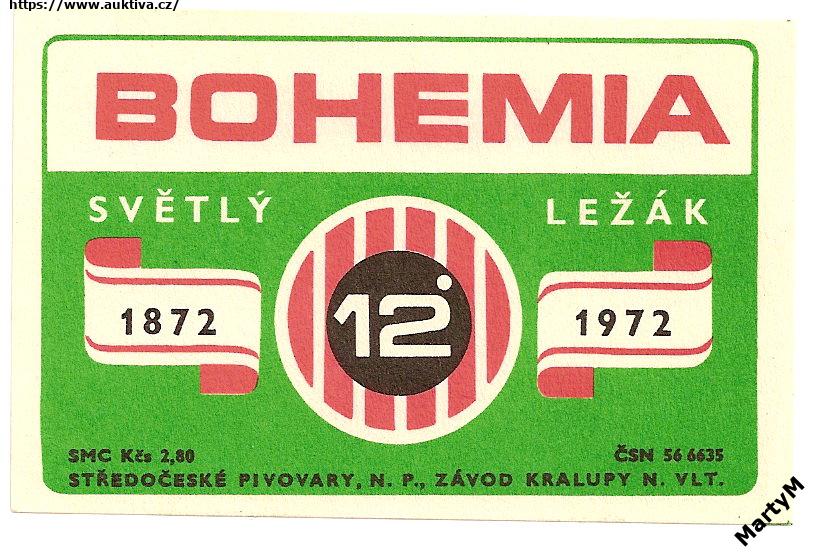 https://www.auktiva.cz/
BOHEMIA
SVĚTLÝ LEŽÁK
1872 12° 1972
SMC Kčs 2,80 ČSN 56 6635
STŘEDOČESKÉ PIVOVARY, N. P., ZÁVOD KRALUPY N. VLT.
MartyM